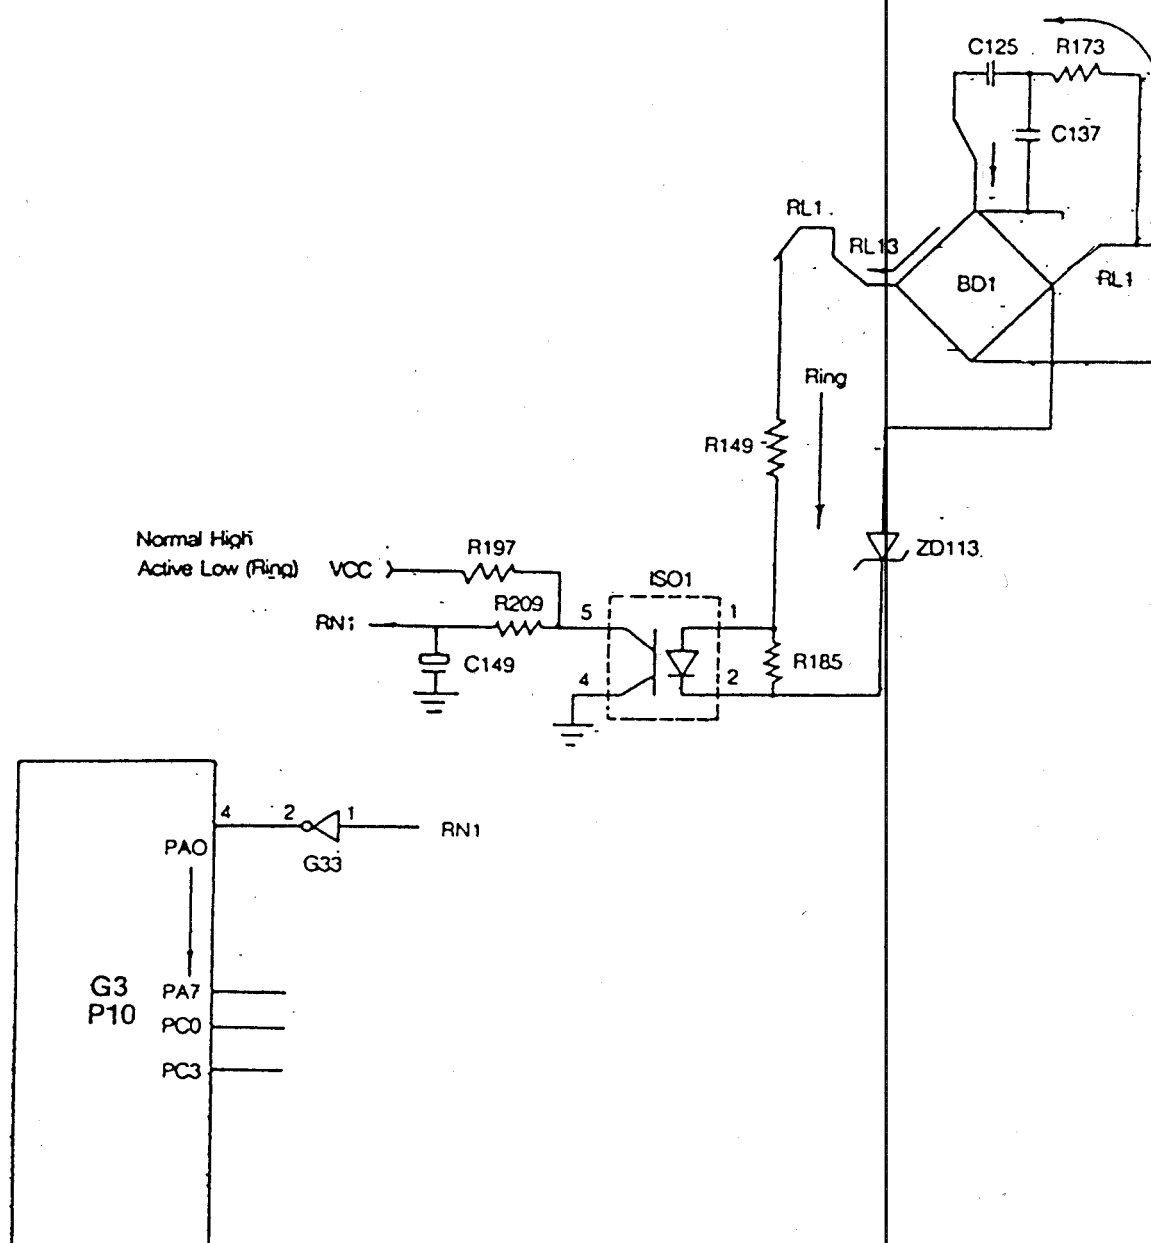 C125 R173
C137
RL1
RL13
BD1
RL1
Ring
R149
Normal High
Active Low (Ring) VCC
R197
ZD113
ISO1
R209
RN1
5 1
C149
R185
4 2
4 2 1
RN1
PA0
G33
G3
P10
PA7
PC0
PC3